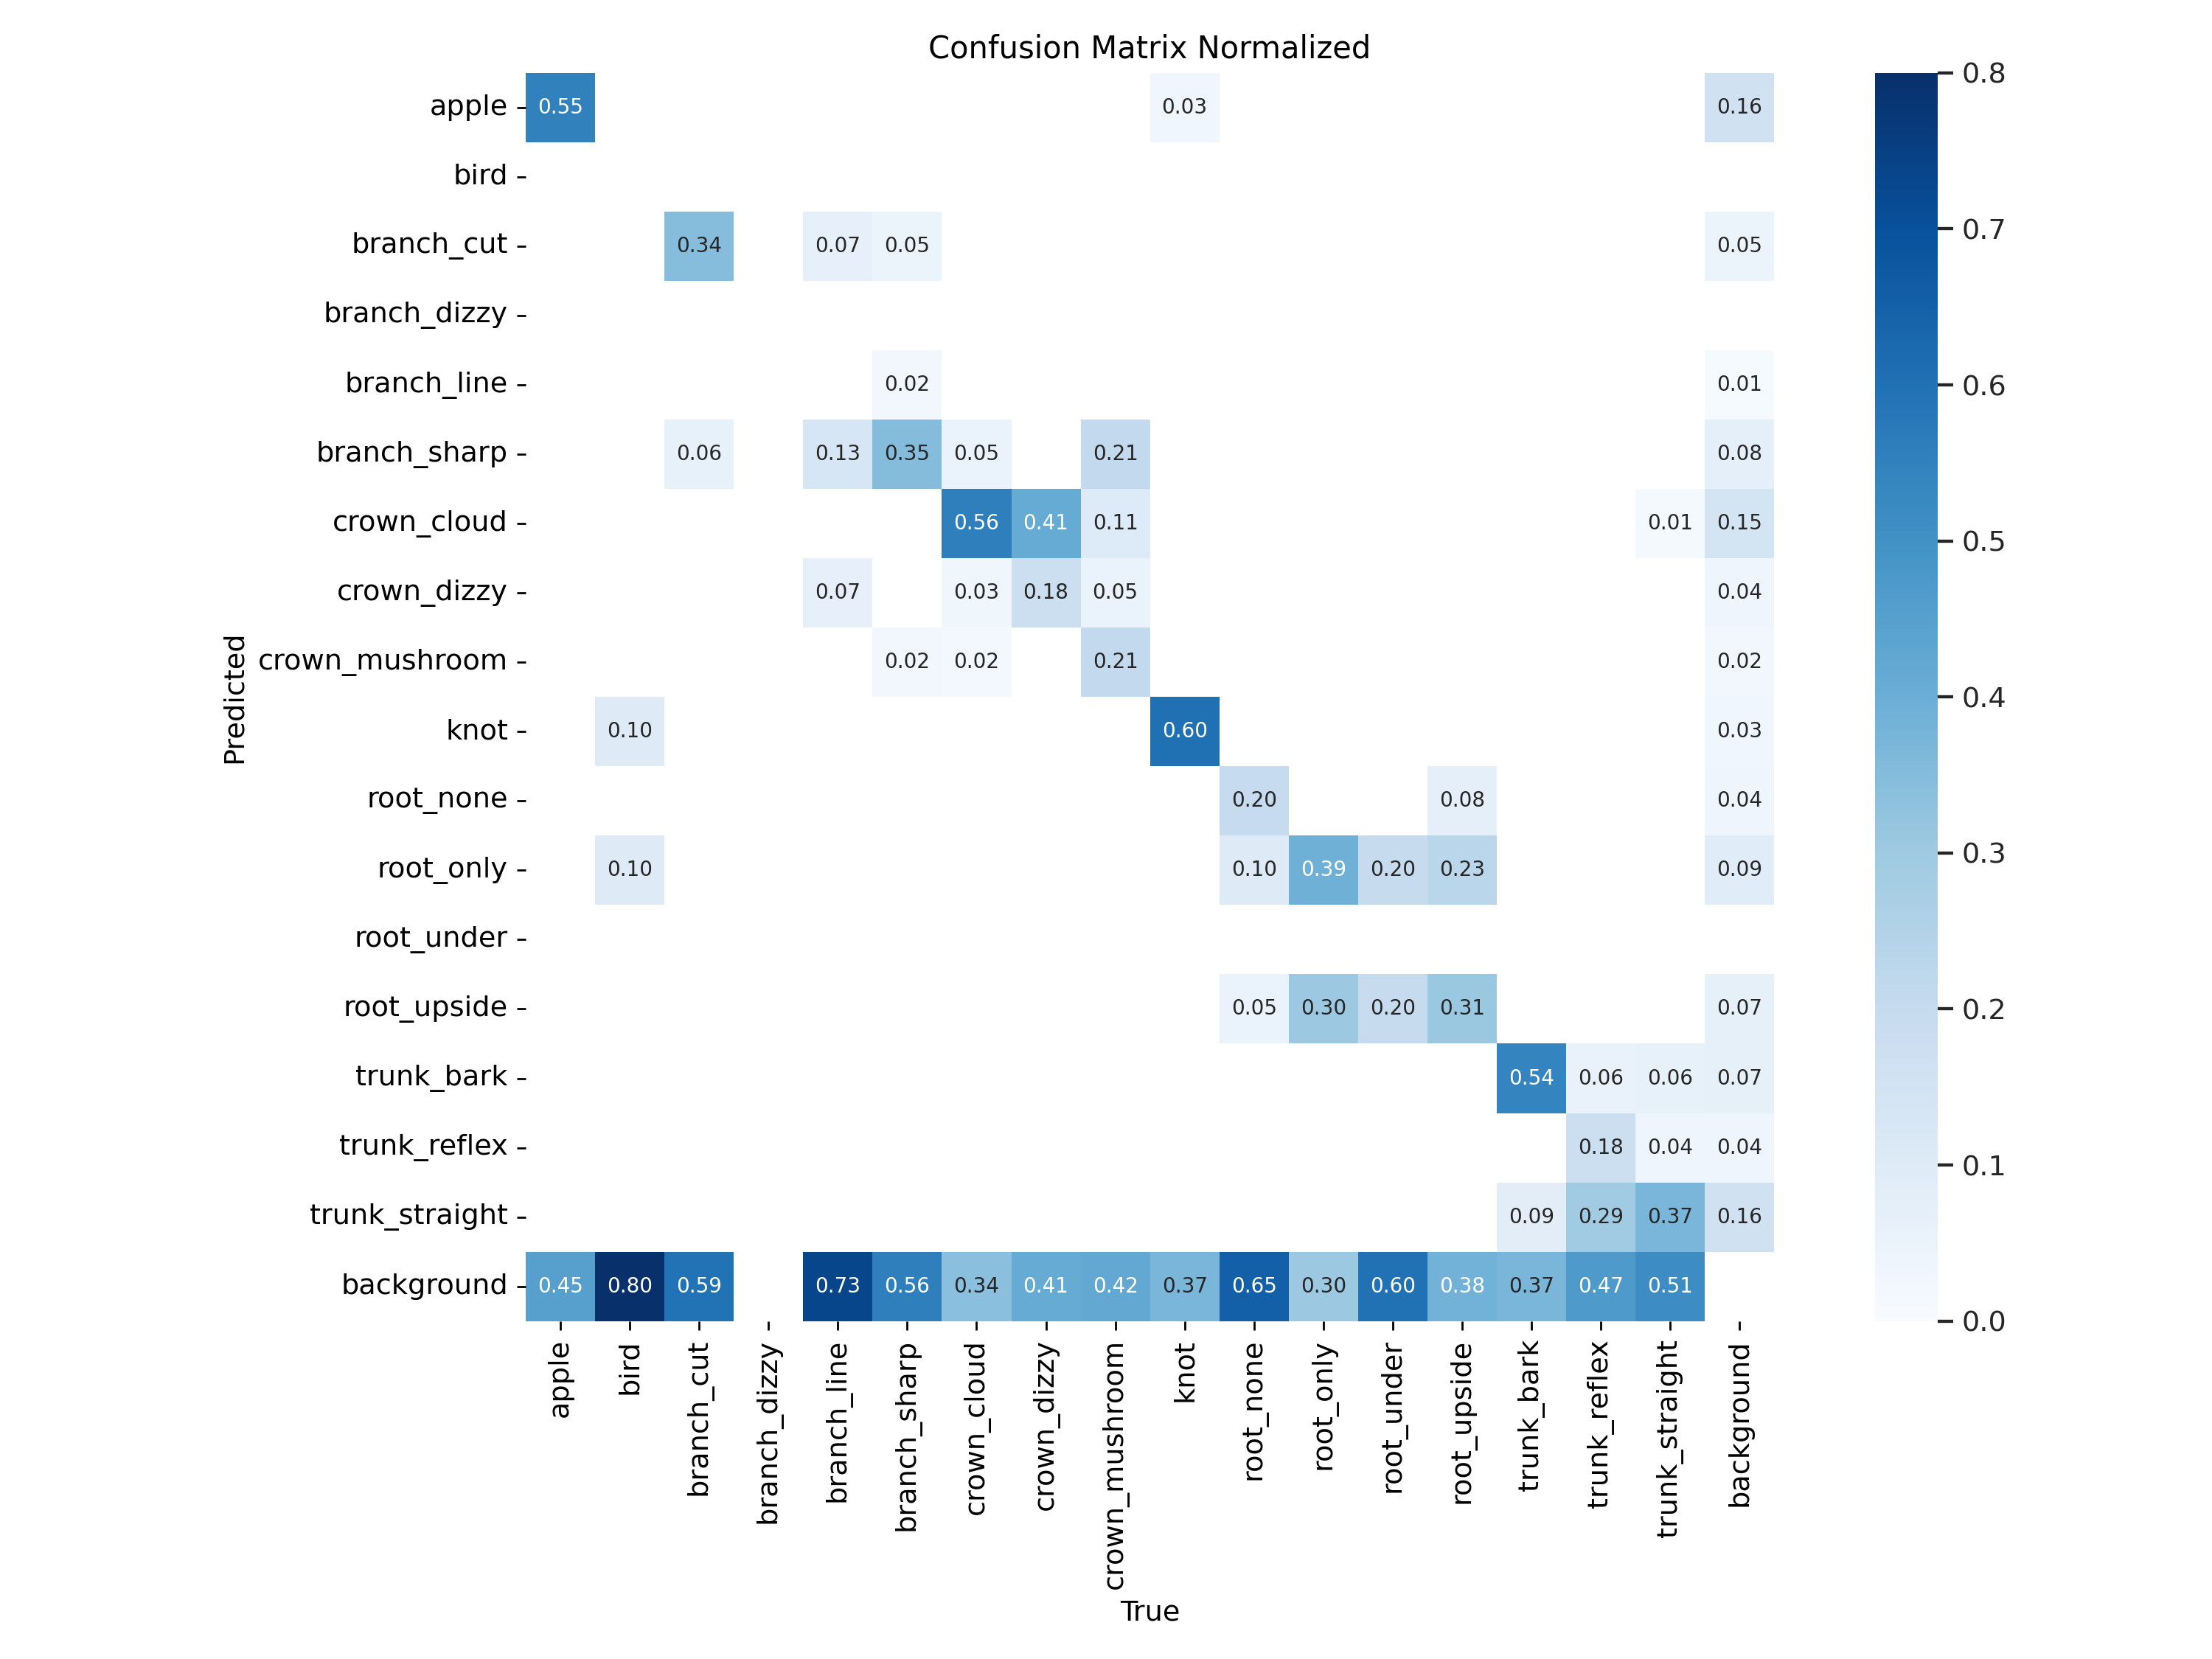 Confusion Matrix Normalized
apple 0.55 0.03 0.16
bird
branch_cut 0.34 0.07 0.05 0.05
branch_dizzy
branch_line 0.02 0.01
branch_sharp 0.06 0.13 0.35 0.05 0.21 0.08
crown_cloud 0.56 0.41 0.11 0.01 0.15
crown_dizzy 0.07 0.03 0.18 0.05 0.04
crown_mushroom 0.02 0.02 0.21 0.02
knot 0.10 0.60 0.03
root_none 0.20 0.08 0.04
root_only 0.10 0.10 0.39 0.20 0.23 0.09
root_under
root_upside 0.05 0.30 0.20 0.31 0.07
trunk_bark 0.54 0.06 0.06 0.07
trunk_reflex 0.18 0.04 0.04
trunk_straight 0.09 0.29 0.37 0.16
background 0.45 0.80 0.59 0.73 0.56 0.34 0.41 0.42 0.37 0.65 0.30 0.60 0.38 0.37 0.47 0.51
Predicted
apple
bird
branch_cut
branch_dizzy
branch_line
branch_sharp
crown_cloud
crown_dizzy
crown_mushroom
knot
root_none
root_only
root_under
root_upside
trunk_bark
trunk_reflex
trunk_straight
background
True
0.8
0.7
0.6
0.5
0.4
0.3
0.2
0.1
0.0